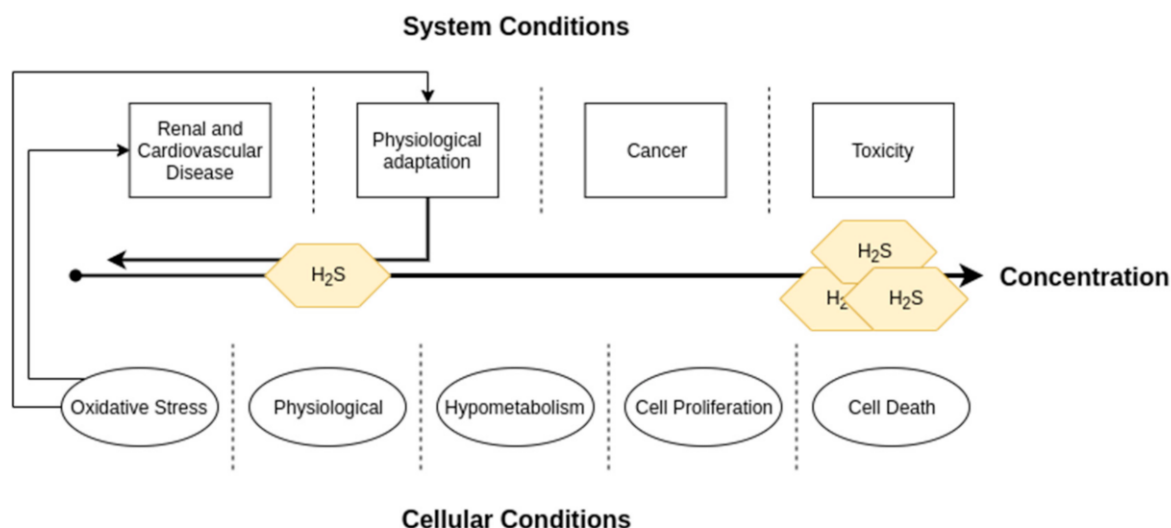 System Conditions
Renal and
Cardiovascular
Disease
Physiological
adaptation
Cancer
Toxicity
H₂S
H₂S
H₂
H₂S
Concentration
Oxidative Stress
Physiological
Hypometabolism
Cell Proliferation
Cell Death
Cellular Conditions